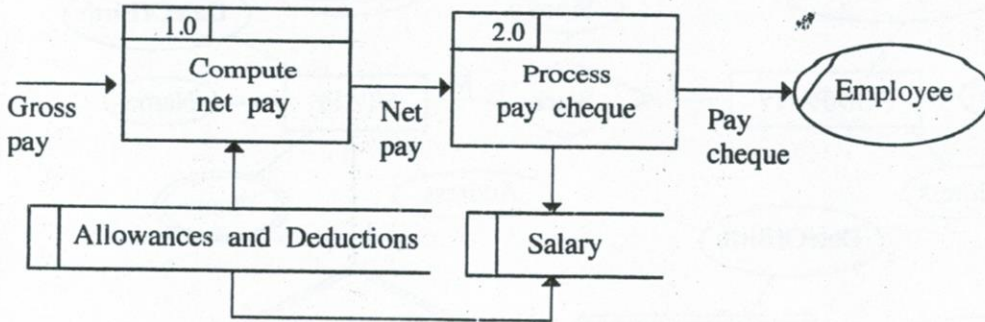 1.0
Compute
net pay
2.0
Process
pay cheque
Employee
Gross
pay
Net
pay
Pay
cheque
Allowances and Deductions
Salary